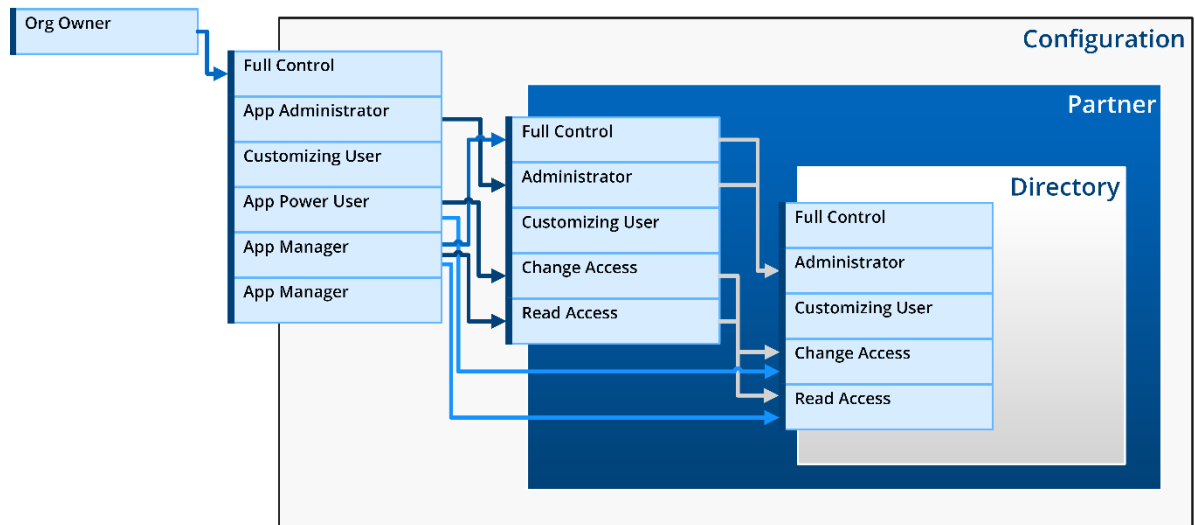 Org Owner
Configuration
Full Control
App Administrator
Customizing User
App Power User
App Manager
App Manager
Partner
Full Control
Administrator
Customizing User
Change Access
Read Access
Directory
Full Control
Administrator
Customizing User
Change Access
Read Access